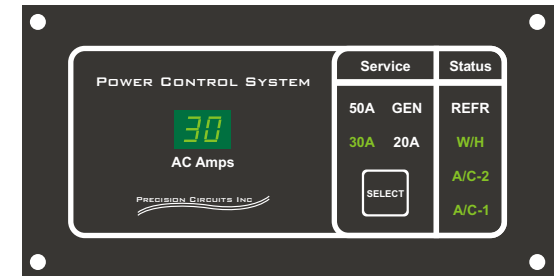 POWER CONTROL SYSTEM
30
AC Amps
PRECISION CIRCUITS INC
Service
50A GEN
30A 20A
SELECT
Status
REFR
W/H
A/C-2
A/C-1